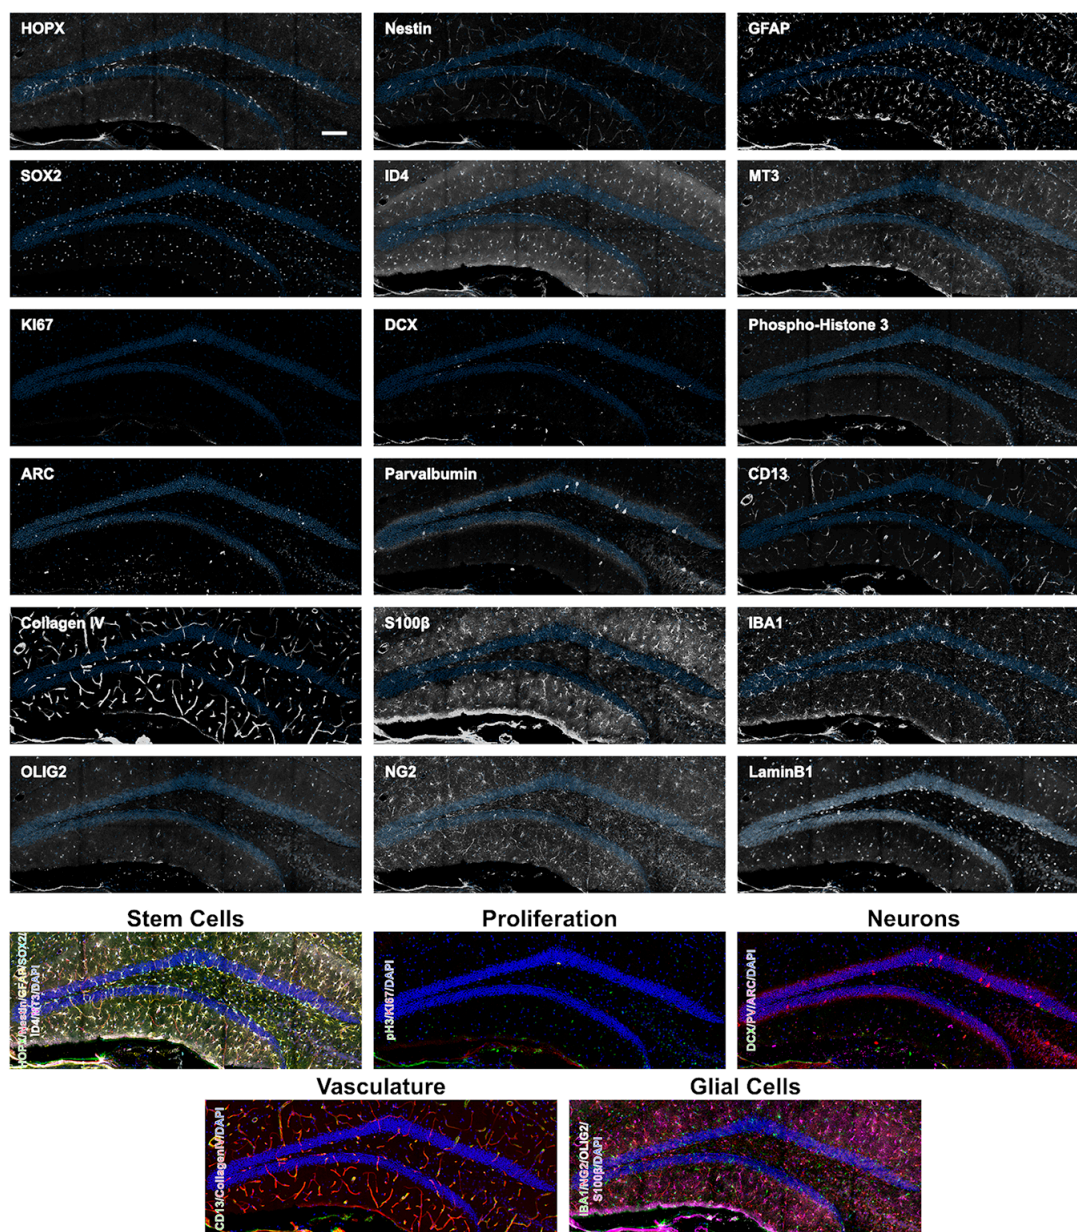 HOPX
Nestin
GFAP
SOX2
ID4
MT3
KI67
DCX
Phospho-Histone 3
ARC
Parvalbumin
CD13
Collagen IV
S100β
IBA1
OLIG2
NG2
LaminB1
Stem Cells
Proliferation
Neurons
HOPX/Nestin/GFAP/SOX2/
ID4/MT3/DAPI
pH3/KI67/DAPI
DCX/PV/ARC/DAPI
Vasculature
Glial Cells
CD13/CollagenIV/DAPI
IBA1/NG2/OLIG2/
S100β/DAPI